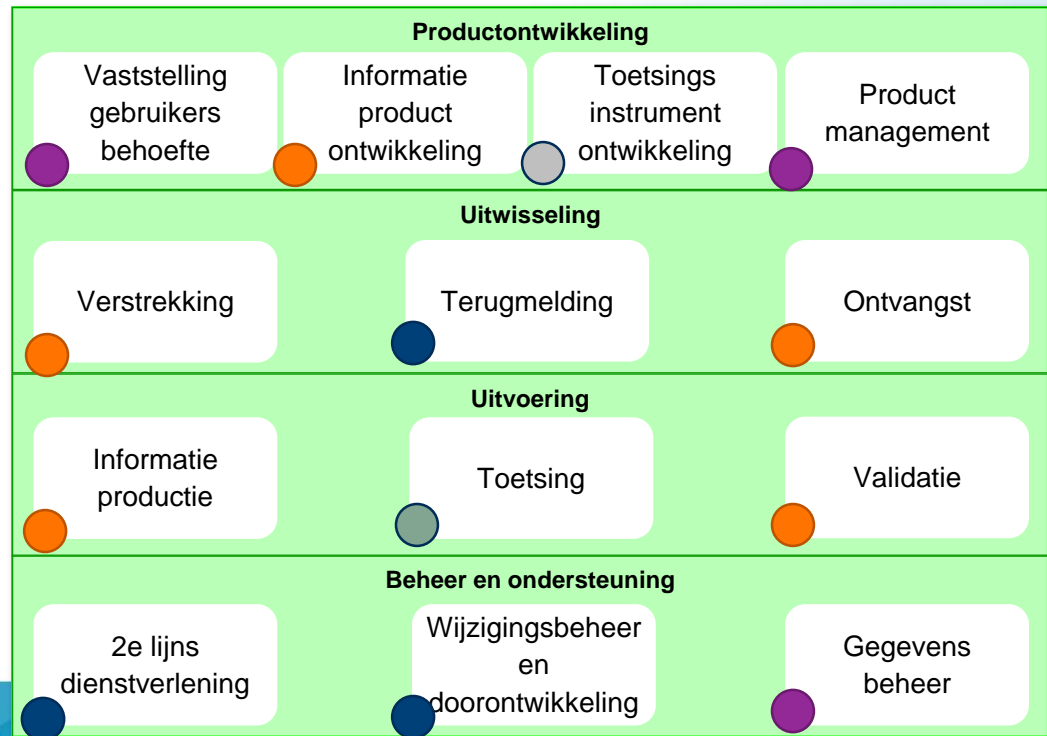 Productontwikkeling
Vaststelling
gebruikers
behoefte
Informatie
product
ontwikkeling
Toetsings
instrument
ontwikkeling
Product
management
Uitwisseling
Verstrekking
Terugmelding
Ontvangst
Uitvoering
Informatie
productie
Toetsing
Validatie
Beheer en ondersteuning
2e lijns
dienstverlening
Wijzigingsbeheer
en
doorontwikkeling
Gegevens
beheer